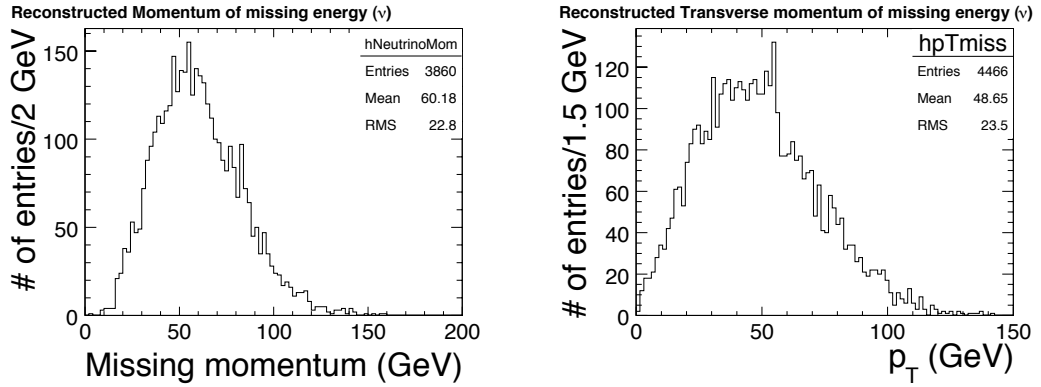 Reconstructed Momentum of missing energy (ν)
hNeutrinoMom
Entries 3860
Mean 60.18
RMS 22.8
# of entries/2 GeV
150
100
50
0
0 50 100 150 200
Missing momentum (GeV)
Reconstructed Transverse momentum of missing energy (ν)
hpTmiss
Entries 4466
Mean 48.65
RMS 23.5
# of entries/1.5 GeV
120
100
80
60
40
20
0
0 50 100 150
p_T (GeV)